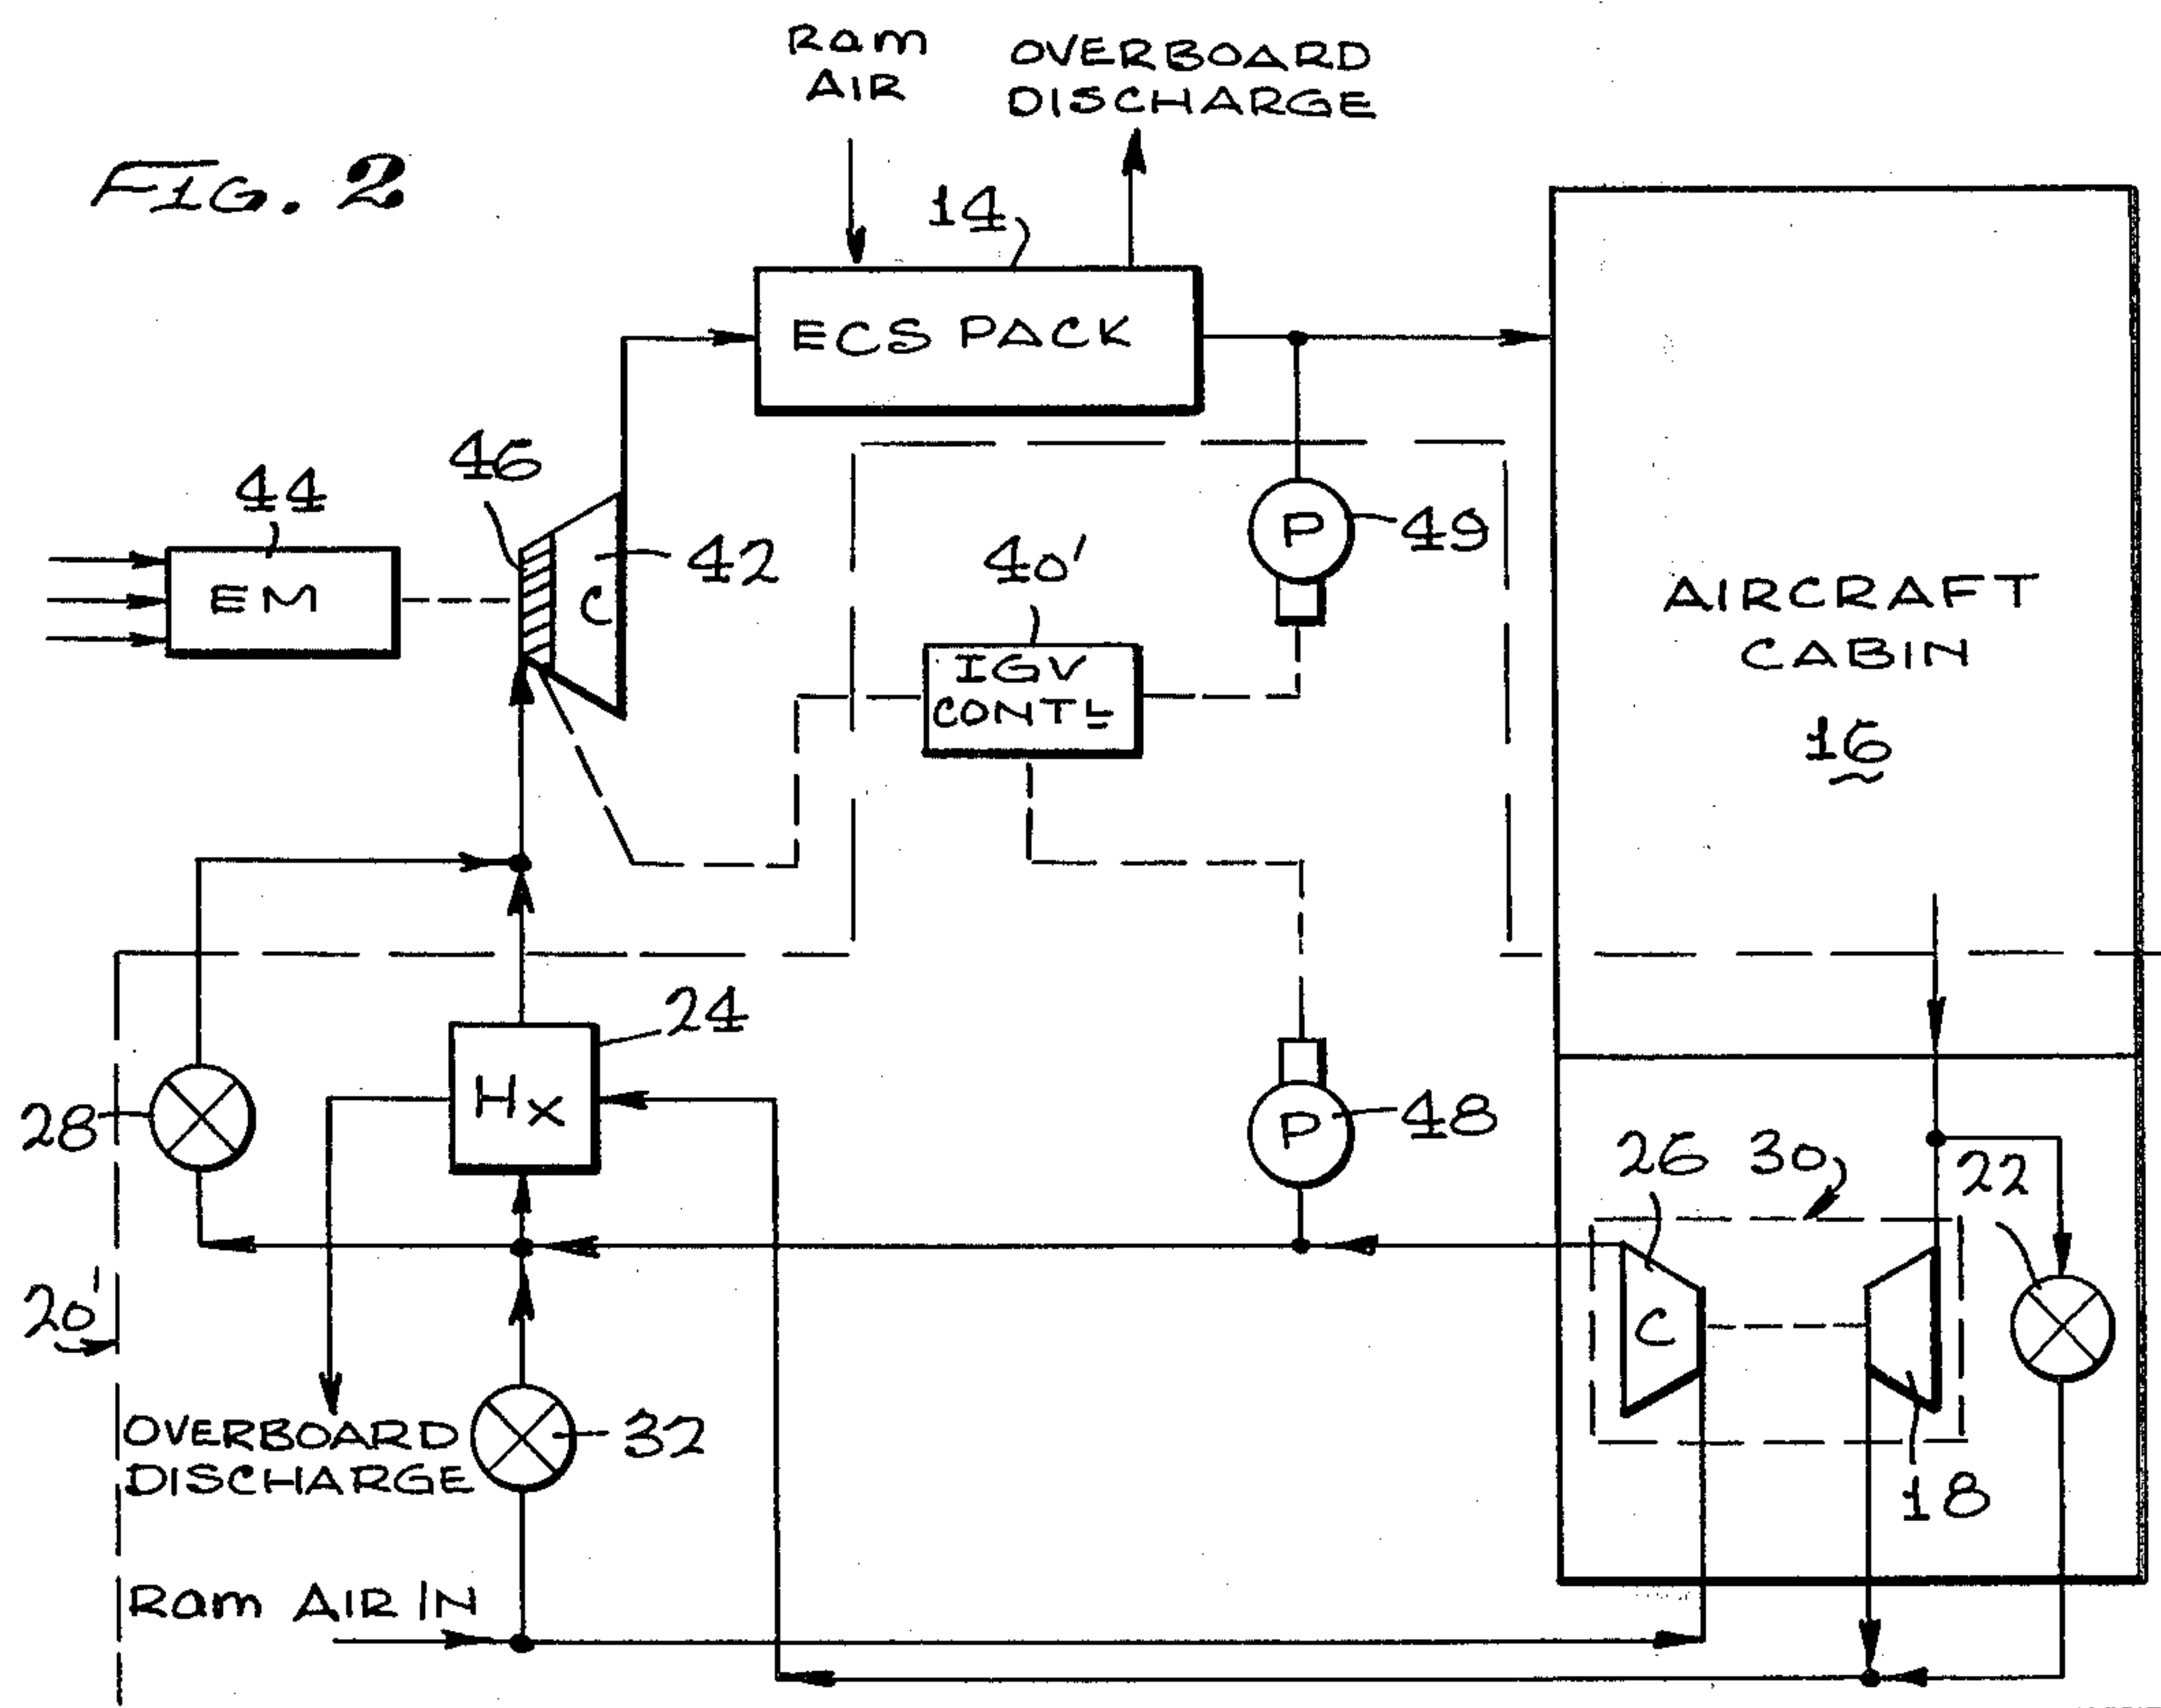 Ram
AIR
OVERBOARD
DISCHARGE
FIG. 2
14
ECS PACK
46
44
EM
42
C
49
P
40'
IGV
CONTL
AIRCRAFT
CABIN
16
24
Hx
28
48
P
26
30
22
20'
C
OVERBOARD
DISCHARGE
32
18
Ram AIR IN